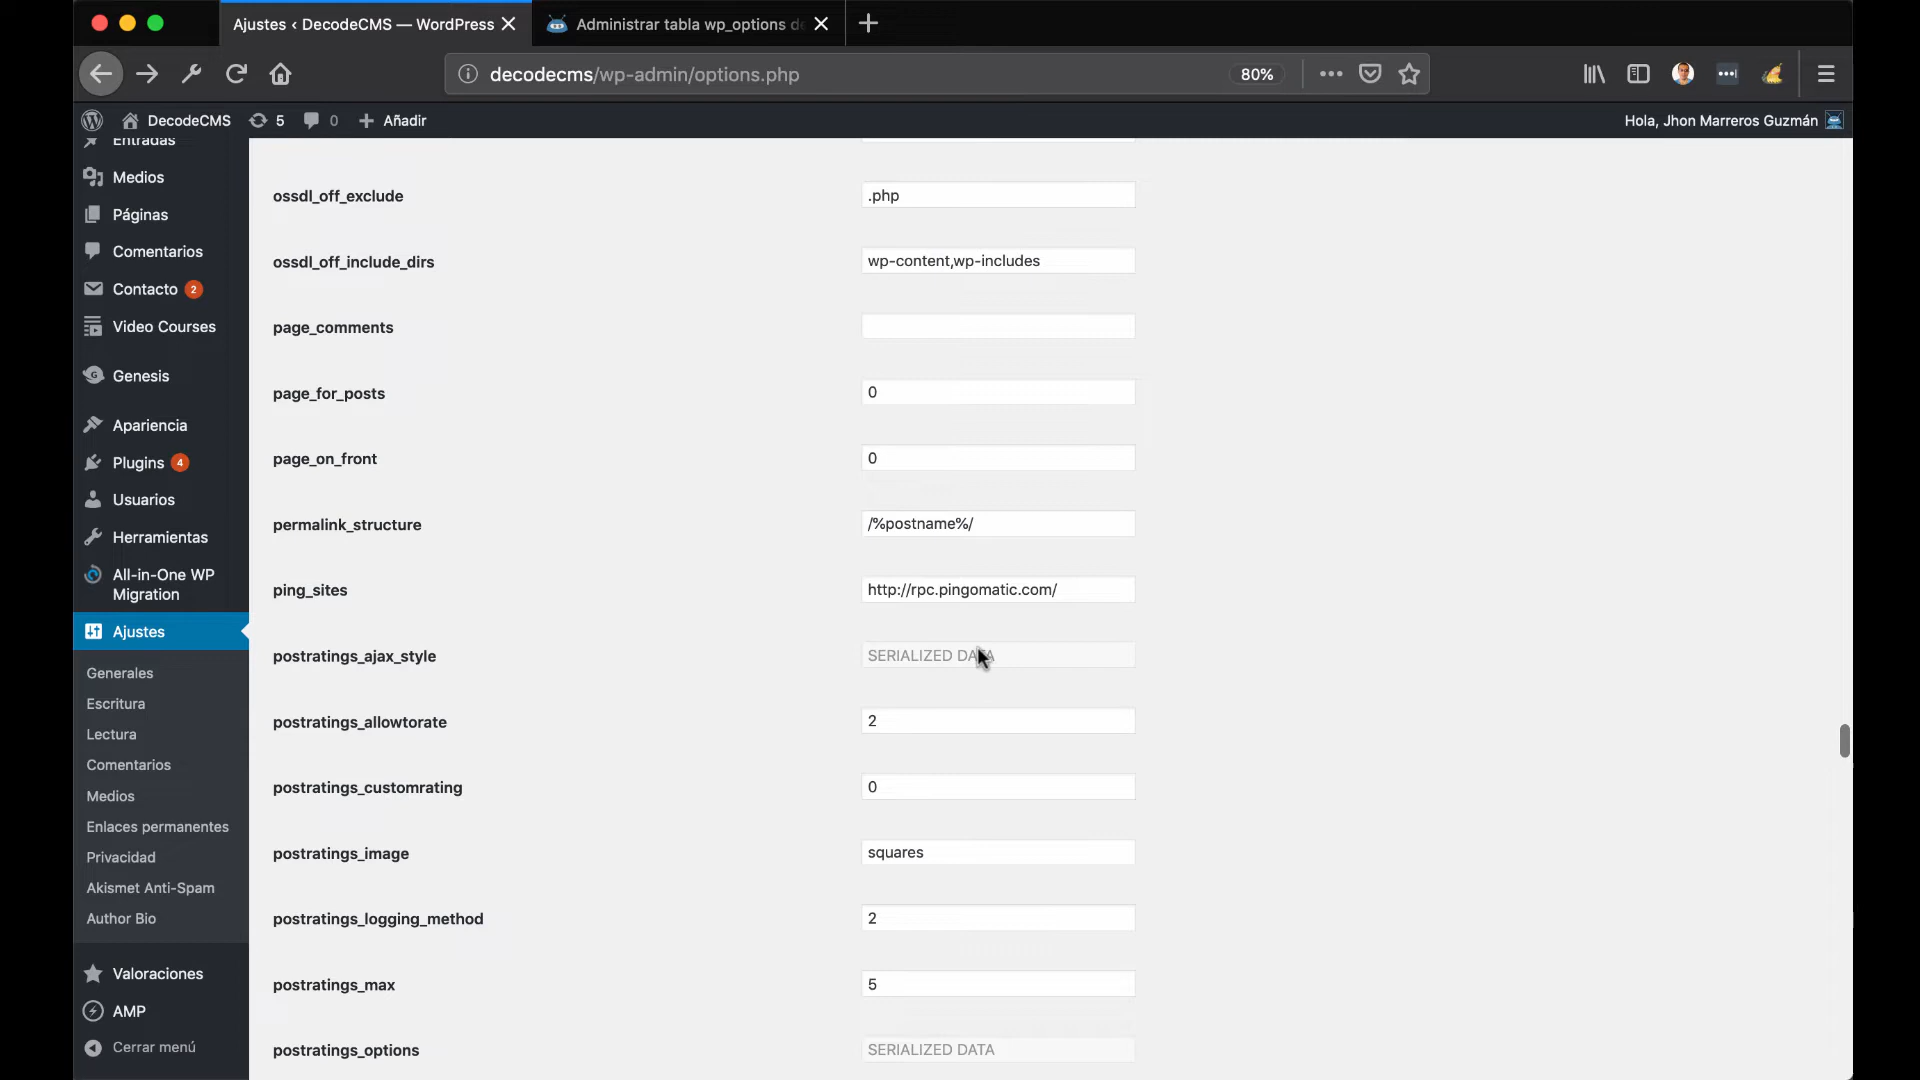 Ajustes ‹ DecodeCMS — WordPress
Administrar tabla wp_options de
decodecms/wp-admin/options.php
80%
DecodeCMS
5
0
Añadir
Hola, Jhon Marreros Guzmán
Entradas
Medios
Páginas
Comentarios
Contacto 2
Video Courses
Genesis
Apariencia
Plugins 4
Usuarios
Herramientas
All-in-One WP
Migration
Ajustes
Generales
Escritura
Lectura
Comentarios
Medios
Enlaces permanentes
Privacidad
Akismet Anti-Spam
Author Bio
Valoraciones
AMP
Cerrar menú
ossdl_off_exclude
.php
ossdl_off_include_dirs
wp-content,wp-includes
page_comments
page_for_posts
0
page_on_front
0
permalink_structure
/%postname%/
ping_sites
http://rpc.pingomatic.com/
postratings_ajax_style
SERIALIZED DATA
postratings_allowtorate
2
postratings_customrating
0
postratings_image
squares
postratings_logging_method
2
postratings_max
5
postratings_options
SERIALIZED DATA